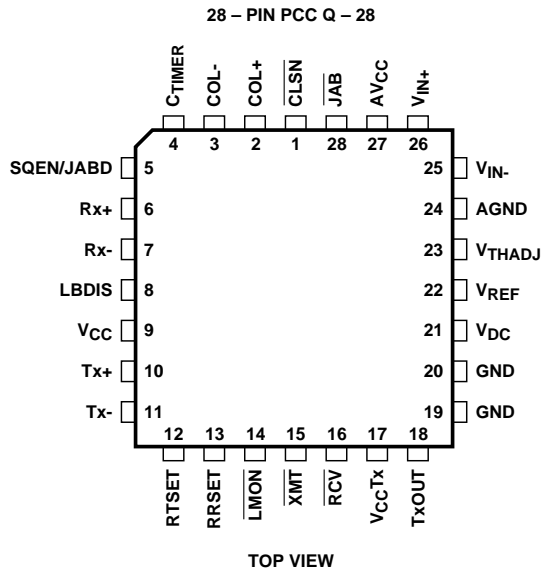 28 – PIN PCC Q – 28
CTIMER
COL-
COL+
CLSN
JAB
AVCC
VIN+
4 3 2 1 28 27 26
SQEN/JABD 5
Rx+ 6
Rx- 7
LBDIS 8
VCC 9
Tx+ 10
Tx- 11
25 VIN-
24 AGND
23 VTHADJ
22 VREF
21 VDC
20 GND
19 GND
12 13 14 15 16 17 18
RTSET
RRSET
LMON
XMT
RCV
VCCTx
TxOUT
TOP VIEW